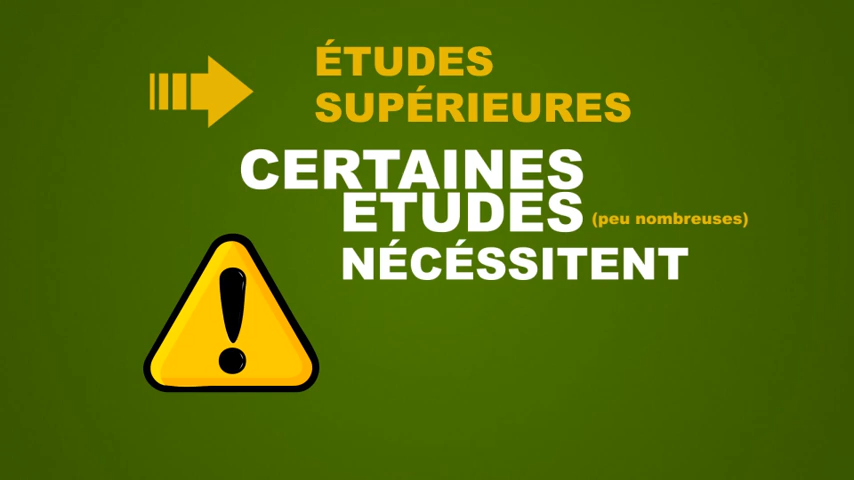 ÉTUDES
SUPÉRIEURES
CERTAINES
ETUDES (peu nombreuses)
NÉCÉSSITENT